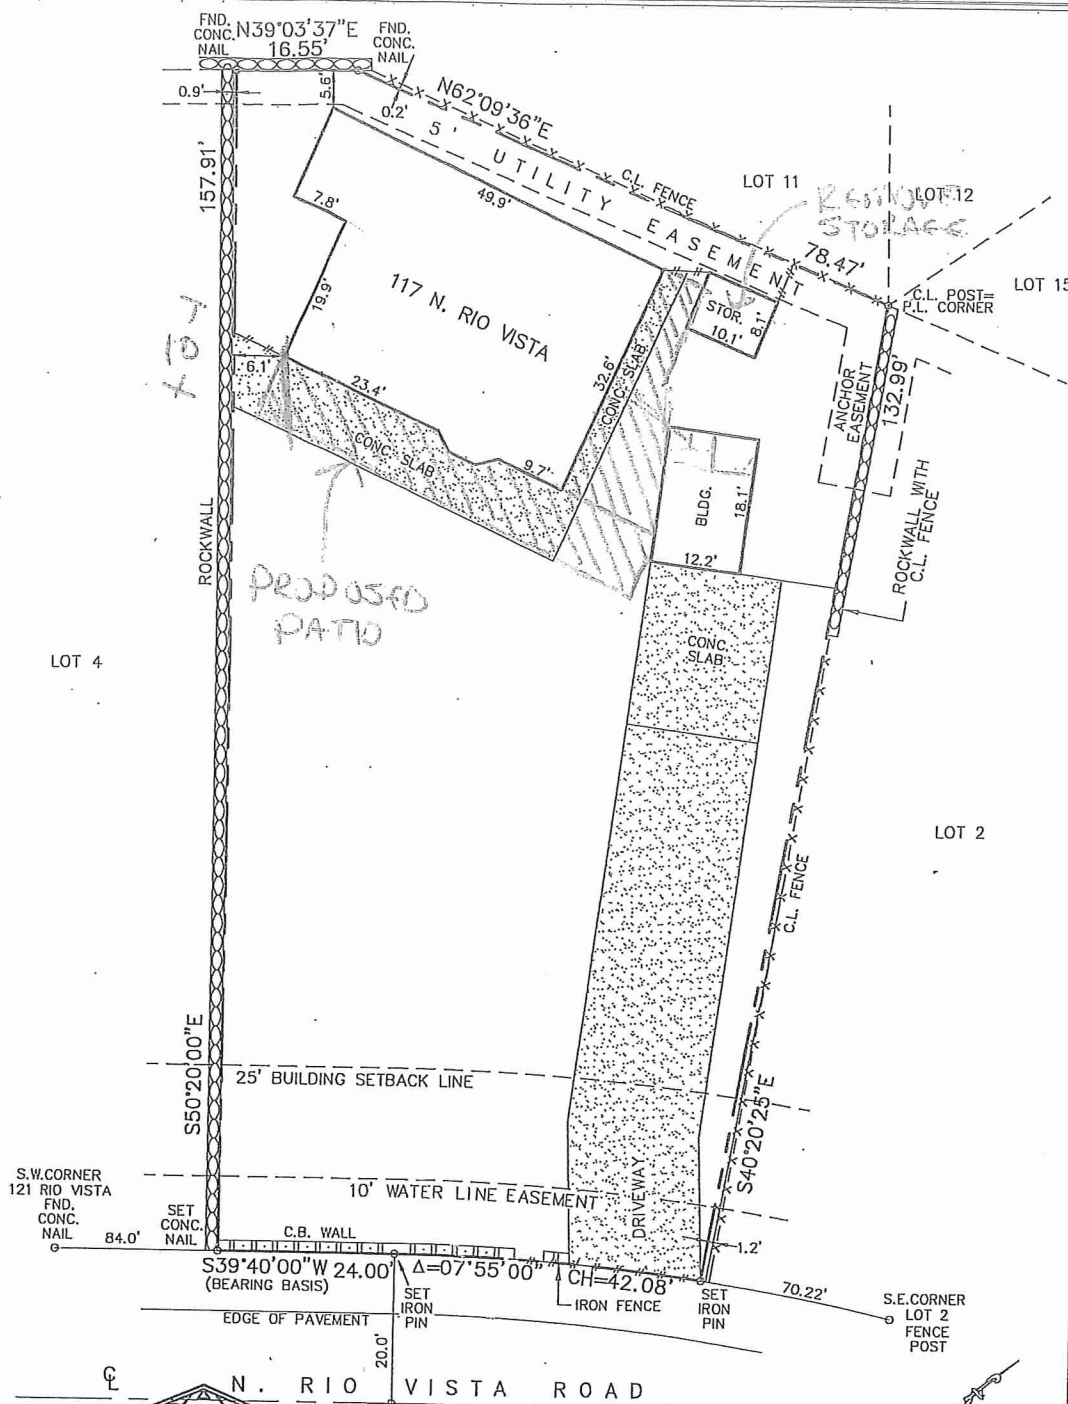 FND.
CONC.
NAIL
N39°03'37"E
16.55'
FND.
CONC.
NAIL
0.9'
5.6'
0.2'
N62°09'36"E
5' UTILITY EASEMENT
C.L. FENCE
LOT 11
LOT 12
REMOVE
STORAGE
78.47'
LOT 15
C.L. POST=
P.L. CORNER
157.91'
7.8'
49.9'
19.9'
117 N. RIO VISTA
STOR.
10.1'
8.1'
10
6.1'
23.4'
32.6'
CONC. SLAB
CONC. SLAB
9.7'
ANCHOR
EASEMENT
132.99'
BLDG.
18.1'
12.2'
ROCKWALL WITH
C.L. FENCE
ROCKWALL
PROPOSED
PATIO
CONC.
SLAB
LOT 4
LOT 2
C.L. FENCE
S50°20'00"E
25' BUILDING SETBACK LINE
S40°20'25"E
10' WATER LINE EASEMENT
DRIVEWAY
S.W.CORNER
121 RIO VISTA
FND.
CONC.
NAIL
84.0'
SET
CONC.
NAIL
C.B. WALL
1.2'
S39°40'00"W 24.00'
(BEARING BASIS)
Δ=07°55'00"
CH=42.08'
SET
IRON
PIN
IRON FENCE
SET
IRON
PIN
70.22'
S.E.CORNER
LOT 2
FENCE
POST
EDGE OF PAVEMENT
20.0'
℄ N. RIO VISTA ROAD